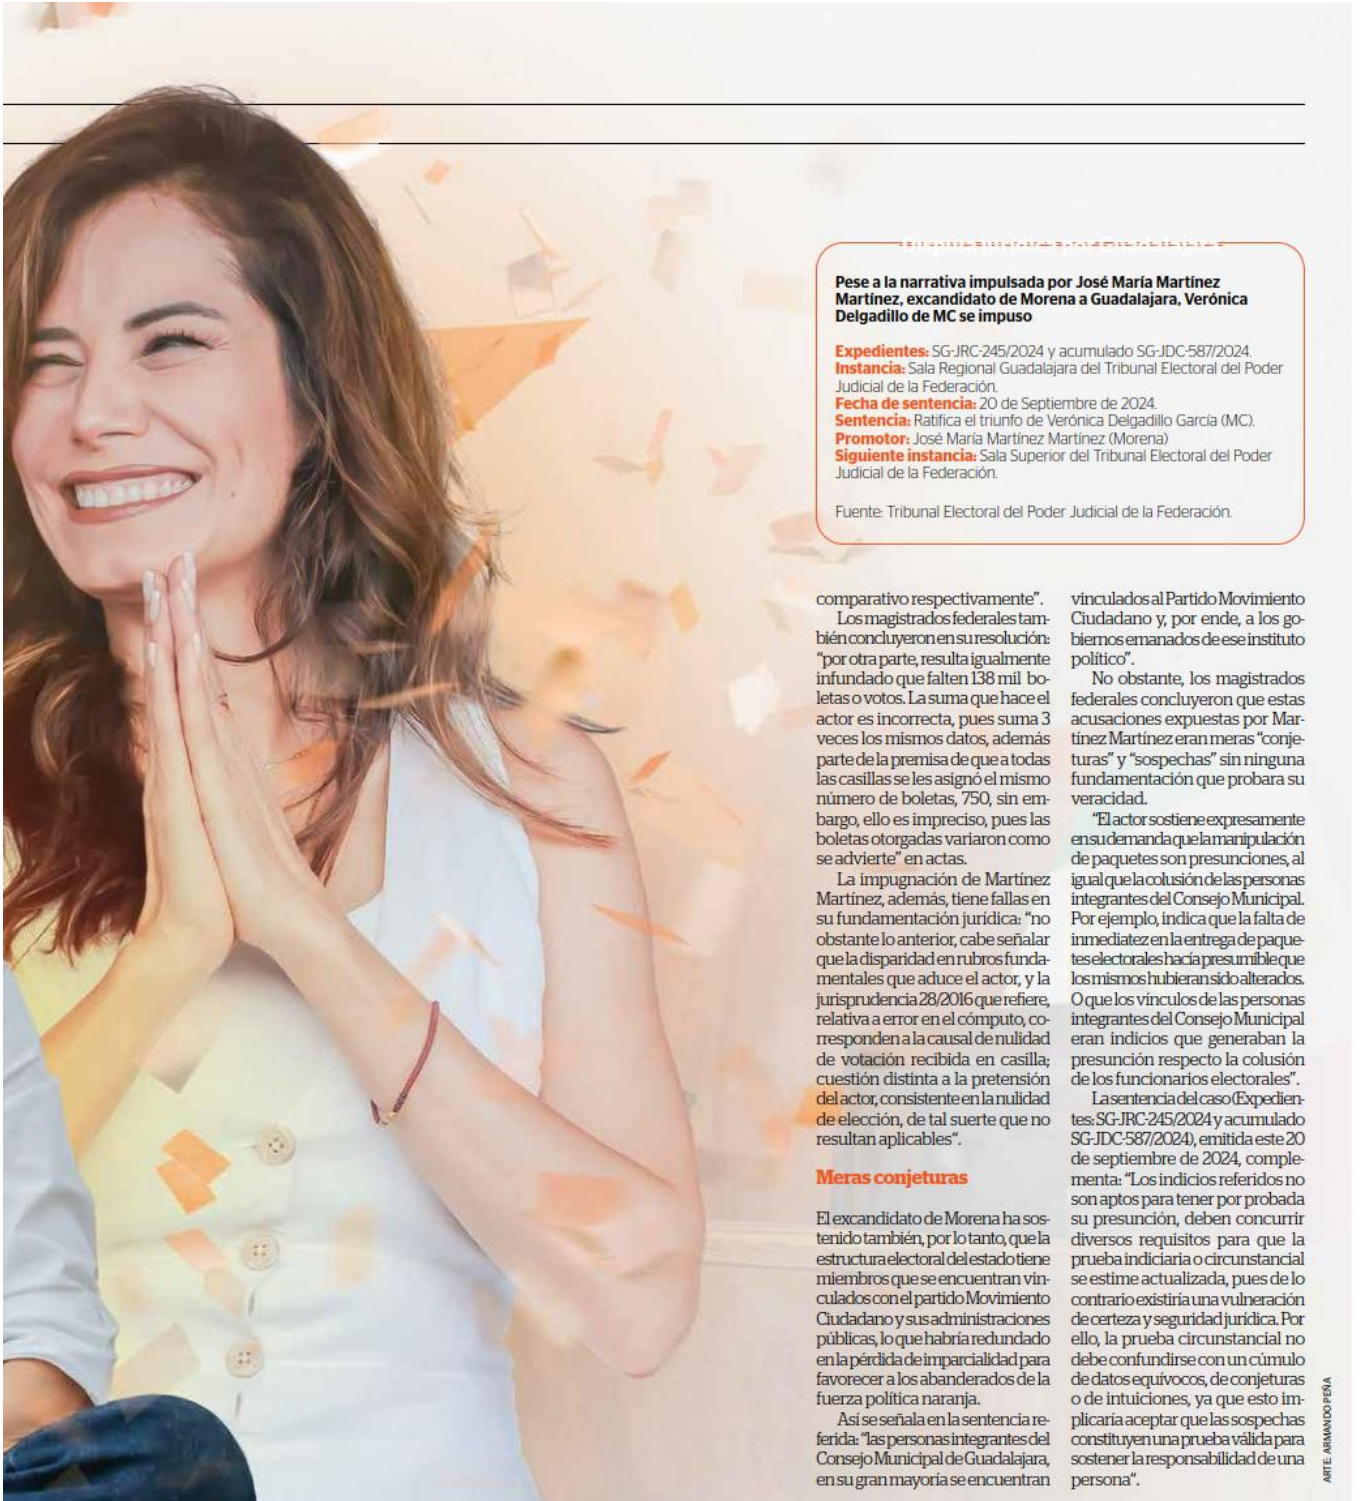 Disputa jurídica por Guadalajara
Pese a la narrativa impulsada por José María Martínez
Martínez, excandidato de Morena a Guadalajara, Verónica
Delgadillo de MC se impuso
Expedientes: SG-JRC-245/2024 y acumulado SG-JDC-587/2024.
Instancia: Sala Regional Guadalajara del Tribunal Electoral del Poder
Judicial de la Federación.
Fecha de sentencia: 20 de Septiembre de 2024.
Sentencia: Ratifica el triunfo de Verónica Delgadillo García (MC).
Promotor: José María Martínez Martínez (Morena)
Siguiente instancia: Sala Superior del Tribunal Electoral del Poder
Judicial de la Federación.
Fuente: Tribunal Electoral del Poder Judicial de la Federación.
comparativo respectivamente”.
Los magistrados federales tam-
bién concluyeron en su resolución:
“por otra parte, resulta igualmente
infundado que falten 138 mil bo-
letas o votos. La suma que hace el
actor es incorrecta, pues suma 3
veces los mismos datos, además
parte de la premisa de que a todas
las casillas se les asignó el mismo
número de boletas, 750, sin em-
bargo, ello es impreciso, pues las
boletas otorgadas variaron como
se advierte” en actas.
La impugnación de Martínez
Martínez, además, tiene fallas en
su fundamentación jurídica: “no
obstante lo anterior, cabe señalar
que la disparidad en rubros funda-
mentales que aduce el actor, y la
jurisprudencia 28/2016 que refiere,
relativa a error en el cómputo, co-
rresponden a la causal de nulidad
de votación recibida en casilla;
cuestión distinta a la pretensión
del actor, consistente en la nulidad
de elección, de tal suerte que no
resultan aplicables“.
Meras conjeturas
El excandidato de Morena ha sos-
tenido también, por lo tanto, que la
estructura electoral del estado tiene
miembros que se encuentran vin-
culados con el partido Movimiento
Ciudadano y sus administraciones
públicas, lo que habría redundado
en la pérdida de imparcialidad para
favorecer a los abanderados de la
fuerza política naranja.
Así se señala en la sentencia re-
ferida: “las personas integrantes del
Consejo Municipal de Guadalajara,
en su gran mayoría se encuentran
vinculados al Partido Movimiento
Ciudadano y, por ende, a los go-
biernos emanados de ese instituto
político”.
No obstante, los magistrados
federales concluyeron que estas
acusaciones expuestas por Mar-
tínez Martínez eran meras “conje-
turas” y “sospechas” sin ninguna
fundamentación que probara su
veracidad.
“El actor sostiene expresamente
en su demanda que la manipulación
de paquetes son presunciones, al
igual que la colusión de las personas
integrantes del Consejo Municipal.
Por ejemplo, indica que la falta de
inmediatez en la entrega de paque-
tes electorales hacía presumible que
los mismos hubieran sido alterados.
O que los vínculos de las personas
integrantes del Consejo Municipal
eran indicios que generaban la
presunción respecto la colusión
de los funcionarios electorales”.
La sentencia del caso (Expedien-
tes: SG-JRC-245/2024 y acumulado
SG-JDC-587/2024), emitida este 20
de septiembre de 2024, comple-
menta: “Los indicios referidos no
son aptos para tener por probada
su presunción, deben concurrir
diversos requisitos para que la
prueba indiciaria o circunstancial
se estime actualizada, pues de lo
contrario existiría una vulneración
de certeza y seguridad jurídica. Por
ello, la prueba circunstancial no
debe confundirse con un cúmulo
de datos equívocos, de conjeturas
o de intuiciones, ya que esto im-
plicaría aceptar que las sospechas
constituyen una prueba válida para
sostener la responsabilidad de una
persona“.
ARTE: ARMANDO PEÑA